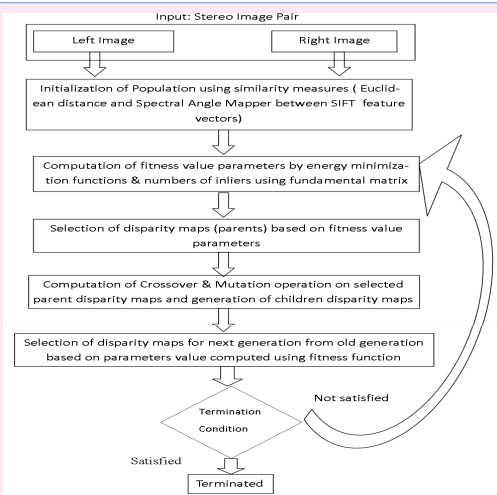 Input: Stereo Image Pair
Left Image
Right Image
Initialization of Population using similarity measures ( Euclid-
ean distance and Spectral Angle Mapper between SIFT feature
vectors)
Computation of fitness value parameters by energy minimiza-
tion functions & numbers of inliers using fundamental matrix
Selection of disparity maps (parents) based on fitness value
parameters
Computation of Crossover & Mutation operation on selected
parent disparity maps and generation of children disparity maps
Selection of disparity maps for next generation from old generation
based on parameters value computed using fitness function
Termination
Condition
Not satisfied
Satisfied
Terminated